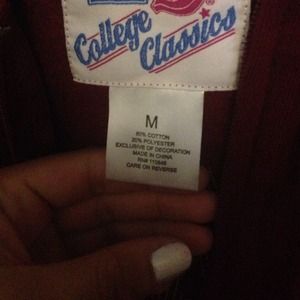 College
Classics
M
80% COTTON
20% POLYESTER
EXCLUSIVE OF DECORATION
MADE IN CHINA
CARE ON REVERSE